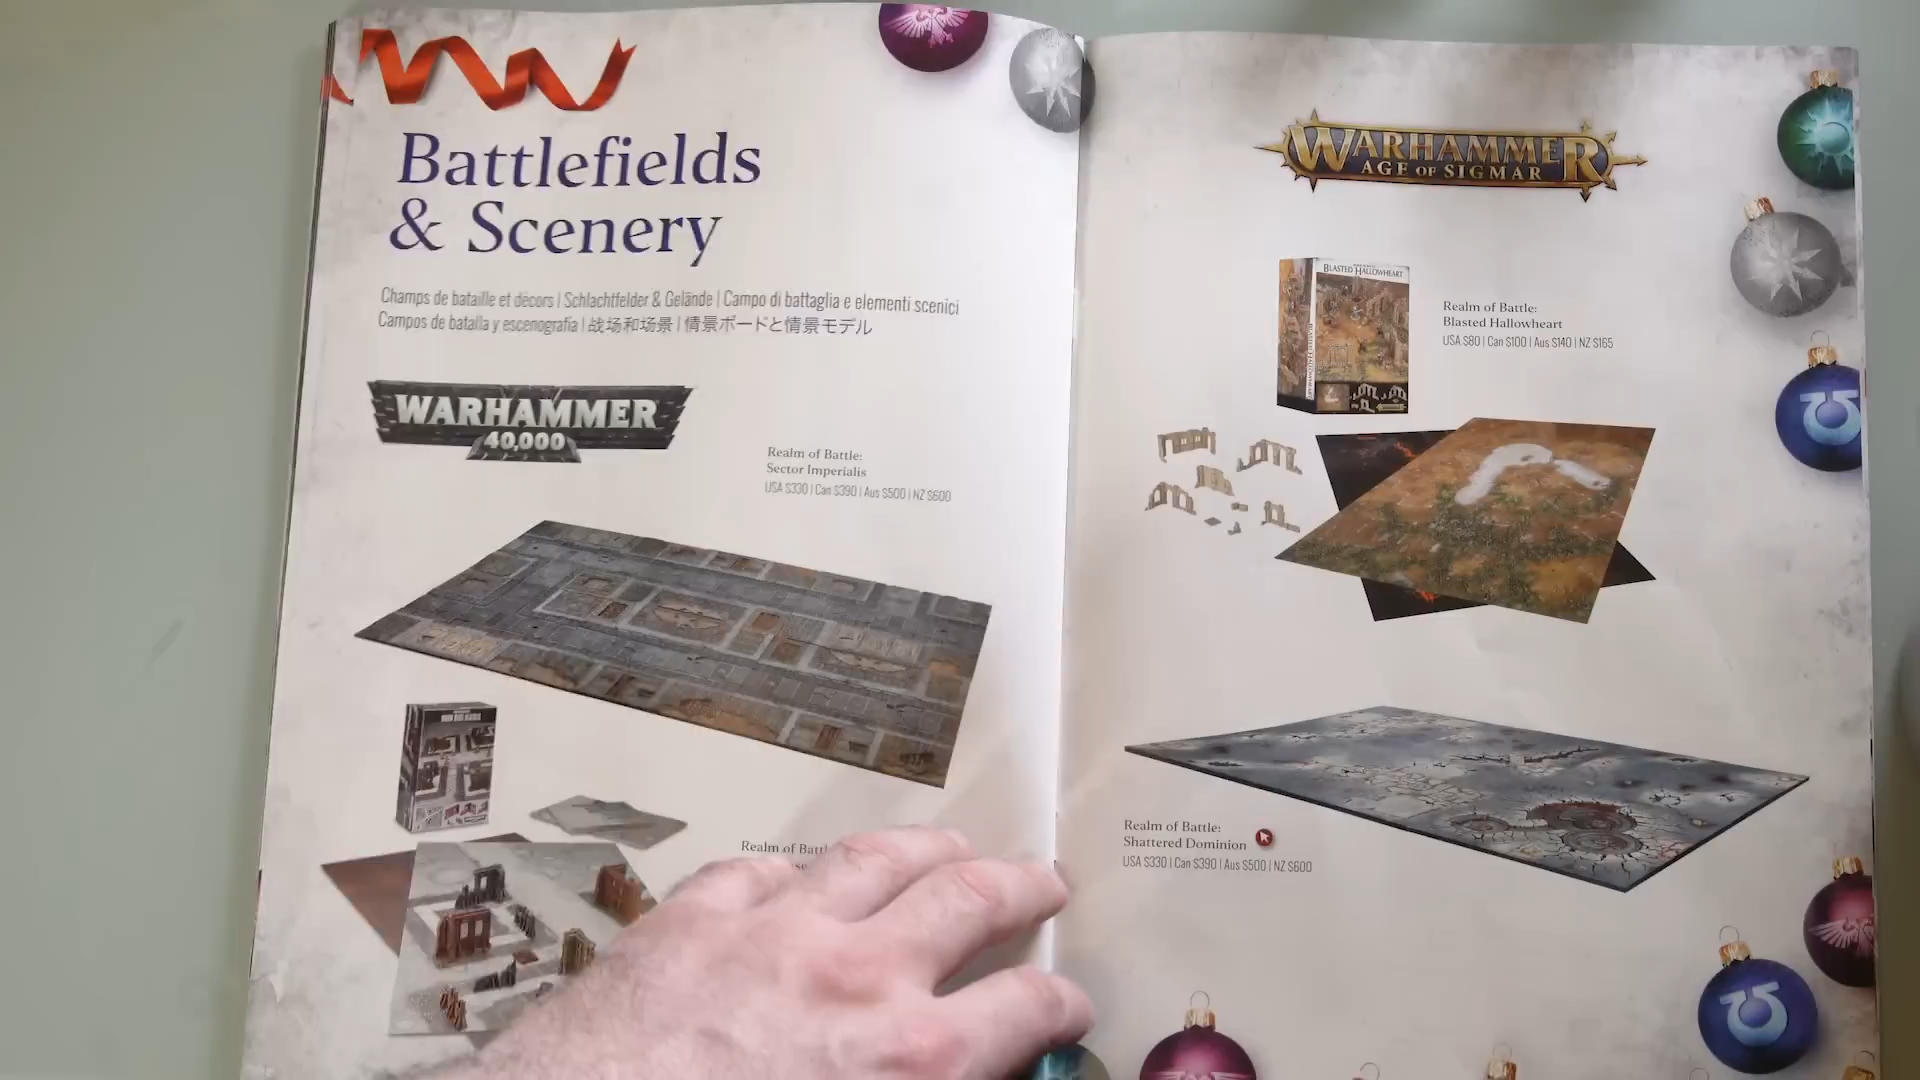 Battlefields
& Scenery
Champs de bataille et décors | Schlachtfelder & Gelände | Campo di battaglia e elementi scenici
Campos de batalla y escenografía | 战场和场景 | 情景ボードと情景モデル
WARHAMMER
40,000
Realm of Battle:
Sector Imperialis
USA $330 | Can $390 | Aus $500 | NZ $600
Realm of
WARHAMMER
AGE OF SIGMAR
BLASTED HALLOWHEART
Realm of Battle:
Blasted Hallowheart
USA $80 | Can $100 | Aus $140 | NZ $165
Realm of Battle:
Shattered Dominion
USA $330 | Can $390 | Aus $500 | NZ $600